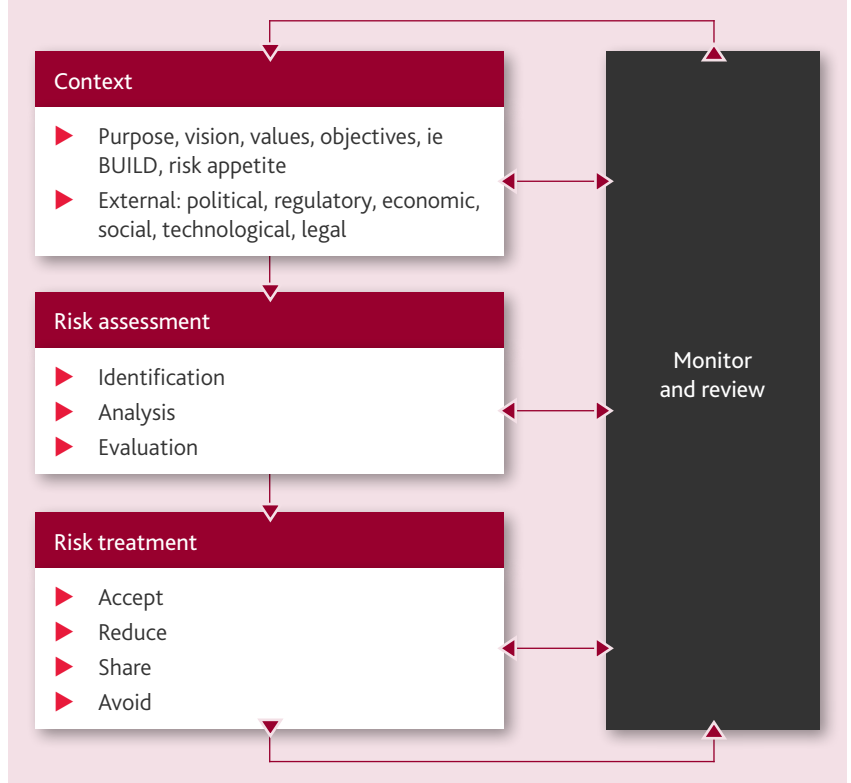 Context
Purpose, vision, values, objectives, ie
BUILD, risk appetite
External: political, regulatory, economic,
social, technological, legal
Risk assessment
Identification
Analysis
Evaluation
Monitor
and review
Risk treatment
Accept
Reduce
Share
Avoid